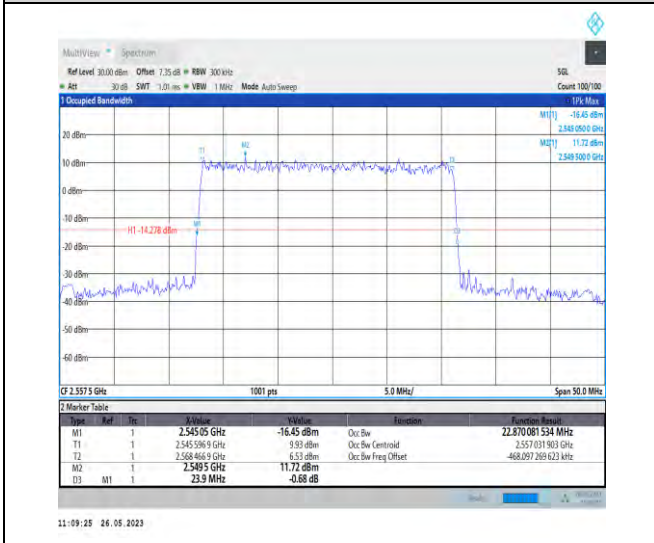 MultiView Spectrum
Ref Level 30.00 dBm Offset 7.35 dB RBW 300 kHz SGL
Att 30 dB SWT 1.01 ms VBW 1 MHz Mode Auto Sweep Count 100/100
1 Occupied Bandwidth 1Pk Max
M1[1] -16.45 dBm
2.545 050 0 GHz
M2[1] 11.72 dBm
2.549 500 0 GHz
20 dBm
10 dBm
0 dBm
-10 dBm
-20 dBm
-30 dBm
-40 dBm
-50 dBm
-60 dBm
T1
M2
T2
M1
H1 -14.278 dBm
D3
CF 2.557 5 GHz 1001 pts 5.0 MHz/ Span 50.0 MHz
2 Marker Table
Type Ref Trc X-Value Y-Value Function Function Result
M1 1 2.545 05 GHz -16.45 dBm Occ Bw 22.870 081 534 MHz
T1 1 2.545 596 9 GHz 9.93 dBm Occ Bw Centroid 2.557 031 903 GHz
T2 1 2.568 466 9 GHz 6.53 dBm Occ Bw Freq Offset -468.097 269 623 kHz
M2 1 2.549 5 GHz 11.72 dBm
D3 M1 1 23.9 MHz -0.68 dB
11:09:25 26.05.2023